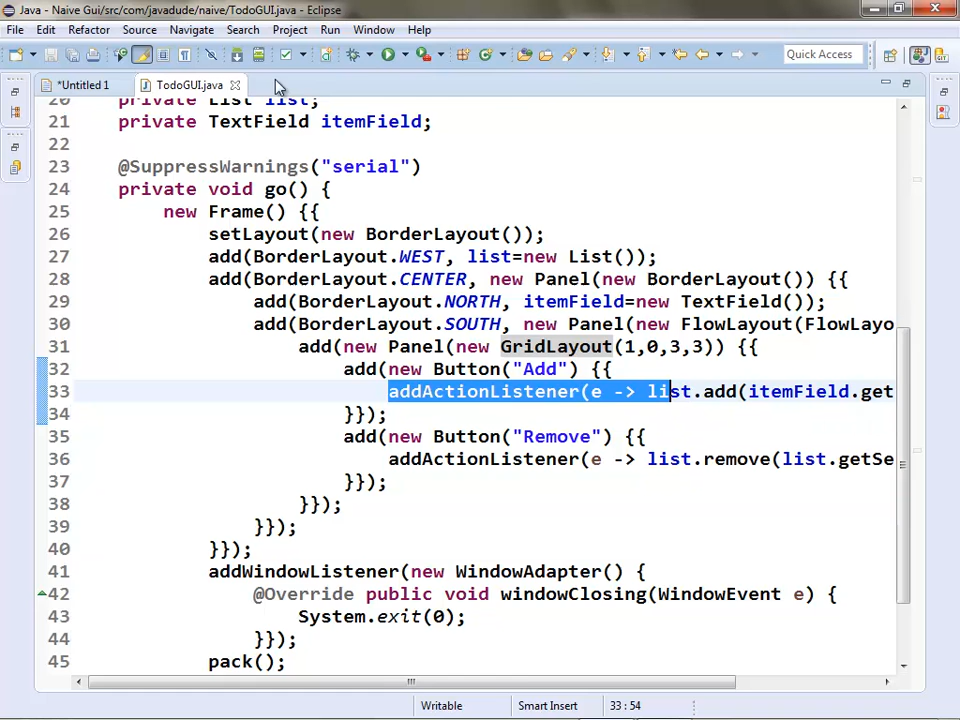 Java - Naive Gui/src/com/javadude/naive/TodoGUI.java - Eclipse
File Edit Refactor Source Navigate Search Project Run Window Help
Quick Access
*Untitled 1 TodoGUI.java
20 private List list;
21 private TextField itemField;
22
23 @SuppressWarnings("serial")
24 private void go() {
25 new Frame() {{
26 setLayout(new BorderLayout());
27 add(BorderLayout.WEST, list=new List());
28 add(BorderLayout.CENTER, new Panel(new BorderLayout()) {{
29 add(BorderLayout.NORTH, itemField=new TextField());
30 add(BorderLayout.SOUTH, new Panel(new FlowLayout(FlowLayo
31 add(new Panel(new GridLayout(1,0,3,3)) {{
32 add(new Button("Add") {{
33 addActionListener(e -> list.add(itemField.get
34 }});
35 add(new Button("Remove") {{
36 addActionListener(e -> list.remove(list.getSe
37 }});
38 }});
39 }});
40 }});
41 addWindowListener(new WindowAdapter() {
42 @Override public void windowClosing(WindowEvent e) {
43 System.exit(0);
44 }});
45 pack();
Writable Smart Insert 33 : 54